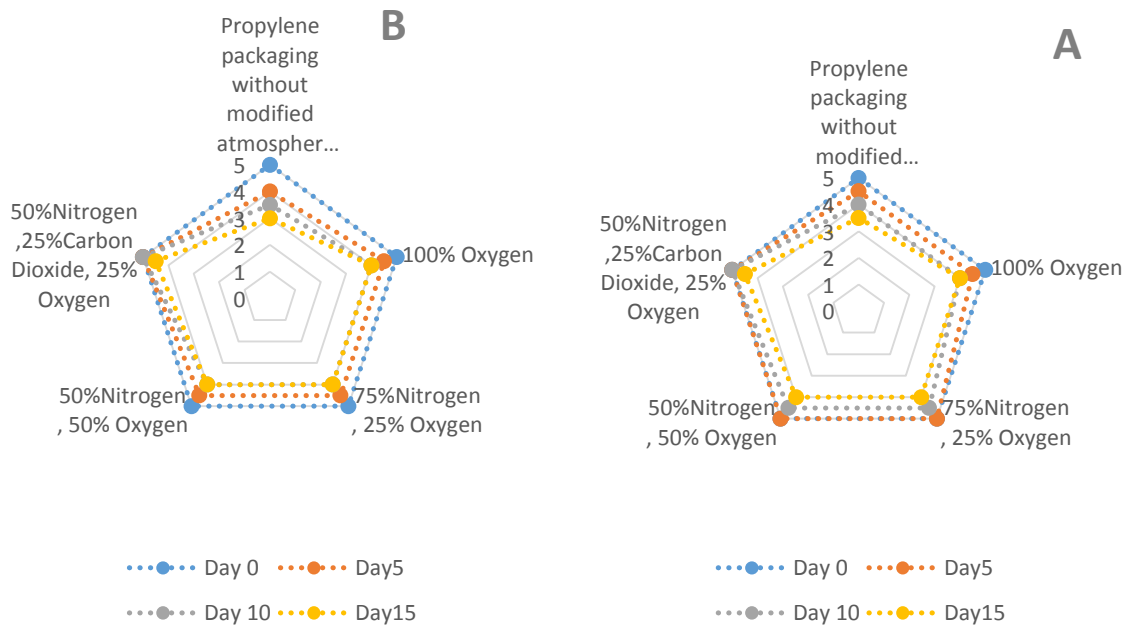 B
Propylene
packaging
without
modified
atmospher...
5
4
3
2
1
0
100% Oxygen
75%Nitrogen
, 25% Oxygen
50%Nitrogen
, 50% Oxygen
50%Nitrogen
,25%Carbon
Dioxide, 25%
Oxygen
Day 0
Day5
Day 10
Day15
A
Propylene
packaging
without
modified...
5
4
3
2
1
0
100% Oxygen
75%Nitrogen
, 25% Oxygen
50%Nitrogen
, 50% Oxygen
50%Nitrogen
,25%Carbon
Dioxide, 25%
Oxygen
Day 0
Day5
Day 10
Day15